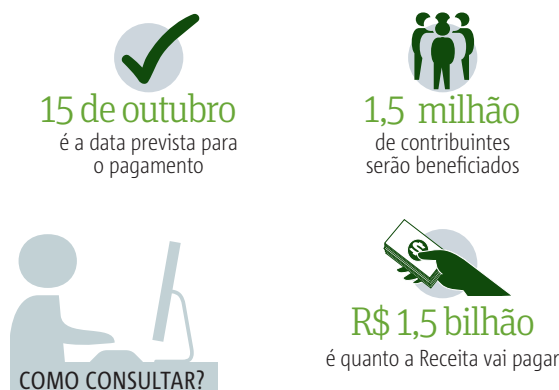 15 de outubro
é a data prevista para
o pagamento
1,5 milhão
de contribuintes
serão beneficiados
COMO CONSULTAR?
R$ 1,5 bilhão
é quanto a Receita vai pagar